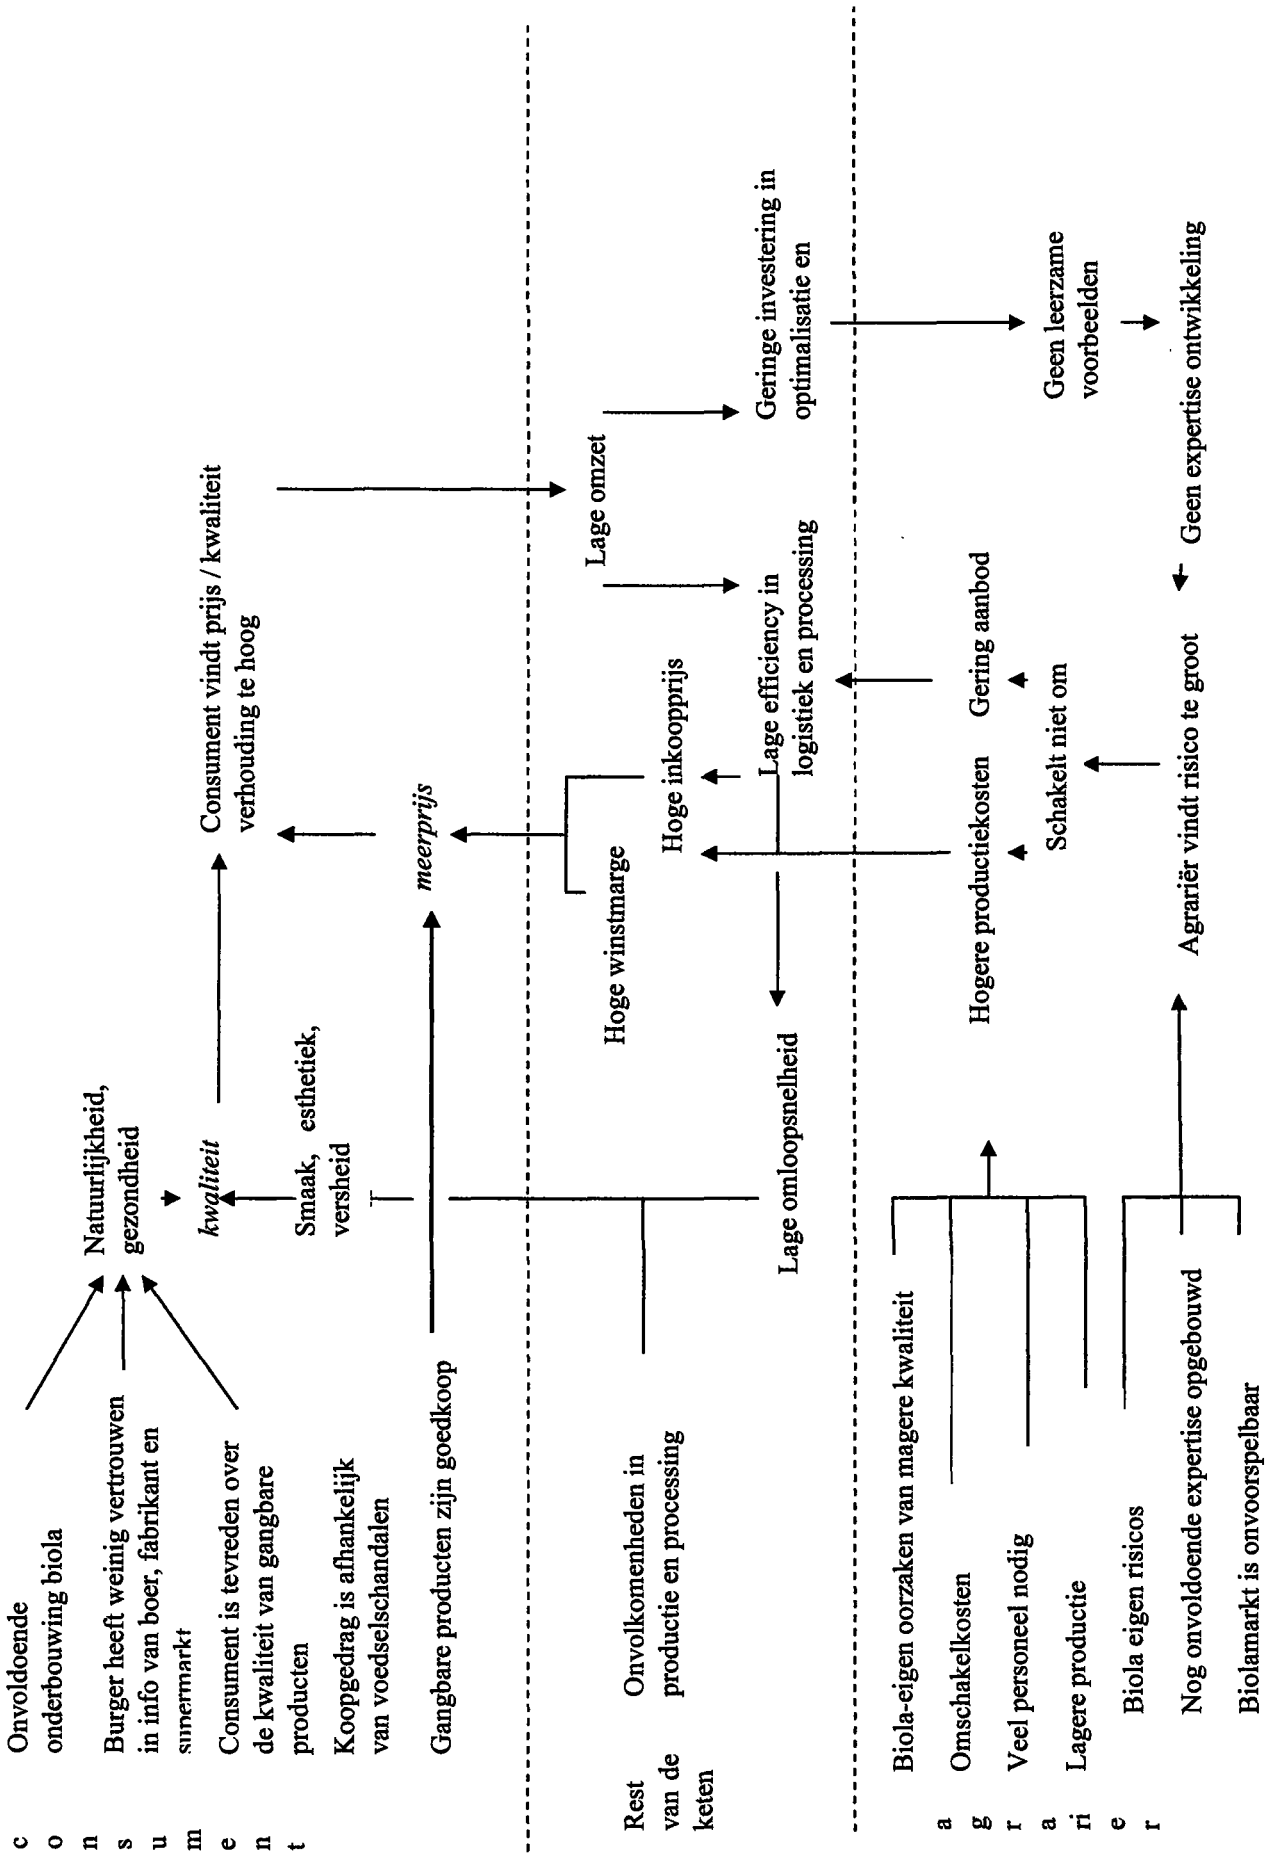 c
o
n
s
u
m
e
n
t
Onvoldoende
onderbouwing biola
Burger heeft weinig vertrouwen
in info van boer, fabrikant en
supermarkt
Consument is tevreden over
de kwaliteit van gangbare
producten
Koopgedrag is afhankelijk
van voedselschandalen
Gangbare producten zijn goedkoop
Natuurlijkheid,
gezondheid
kwaliteit
Smaak, esthetiek,
versheid
meerprijs
Consument vindt prijs / kwaliteit
verhouding te hoog
Rest
van de
keten
Onvolkomenheden in
productie en processing
Lage omloopsnelheid
Hoge winstmarge
Hoge inkoopprijs
Lage efficiency in
logistiek en processing
Lage omzet
Geringe investering in
optimalisatie en
a
g
r
a
ri
e
r
Biola-eigen oorzaken van magere kwaliteit
Omschakelkosten
Veel personeel nodig
Lagere productie
Biola eigen risicos
Nog onvoldoende expertise opgebouwd
Biolamarkt is onvoorspelbaar
Hogere productiekosten
Gering aanbod
Schakelt niet om
Agrariër vindt risico te groot
Geen leerzame
voorbeelden
Geen expertise ontwikkeling